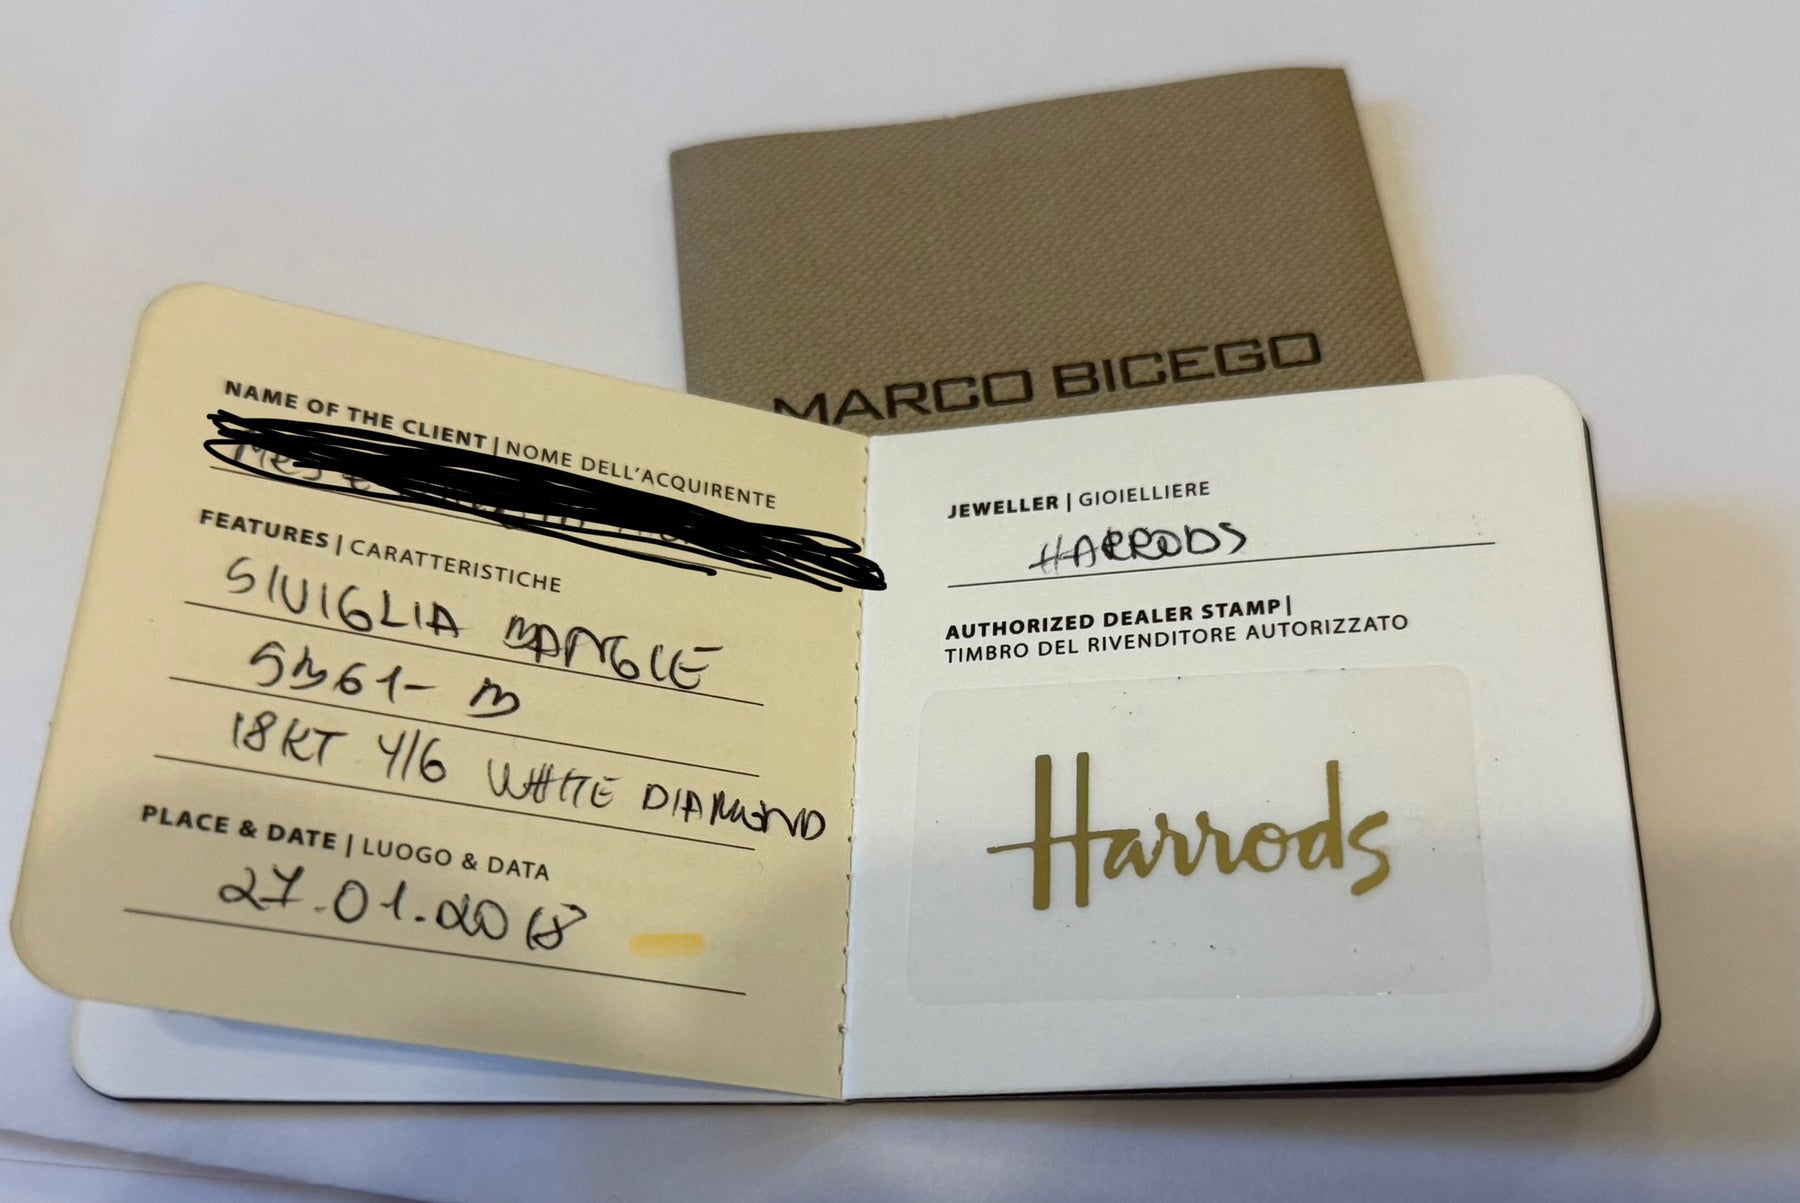 MARCO BICEGO
NAME OF THE CLIENT | NOME DELL'ACQUIRENTE
FEATURES | CARATTERISTICHE
SIVIGLIA BANGLE
SB61-B
18KT Y/G WHITE DIAMOND
PLACE & DATE | LUOGO & DATA
27.01.2018
JEWELLER | GIOIELLIERE
HARRODS
AUTHORIZED DEALER STAMP |
TIMBRO DEL RIVENDITORE AUTORIZZATO
Harrods